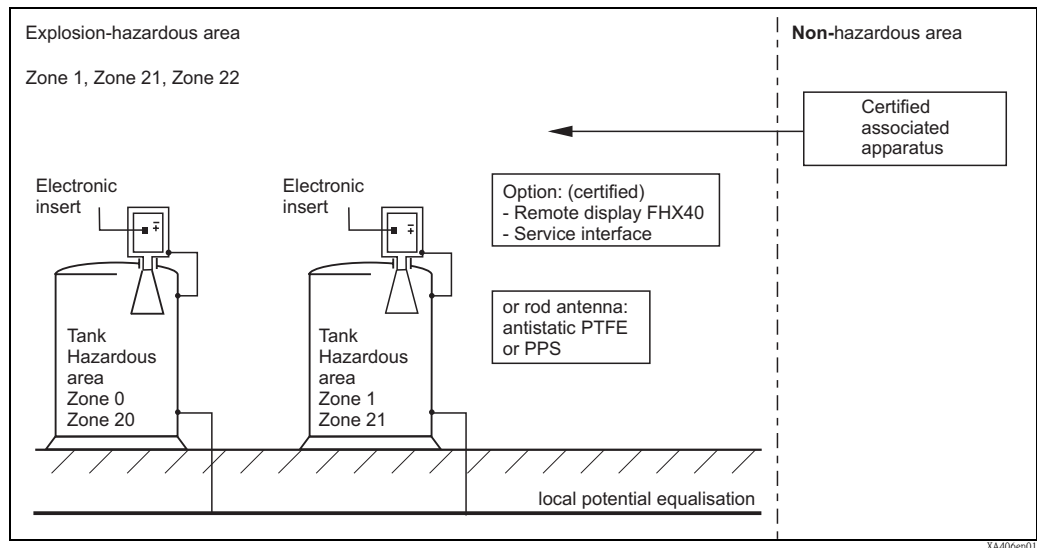 Explosion-hazardous area
Zone 1, Zone 21, Zone 22
Non-hazardous area
Certified
associated
apparatus
Electronic
insert
Electronic
insert
Option: (certified)
- Remote display FHX40
- Service interface
or rod antenna:
antistatic PTFE
or PPS
Tank
Hazardous
area
Zone 0
Zone 20
Tank
Hazardous
area
Zone 1
Zone 21
local potential equalisation
XA406en01